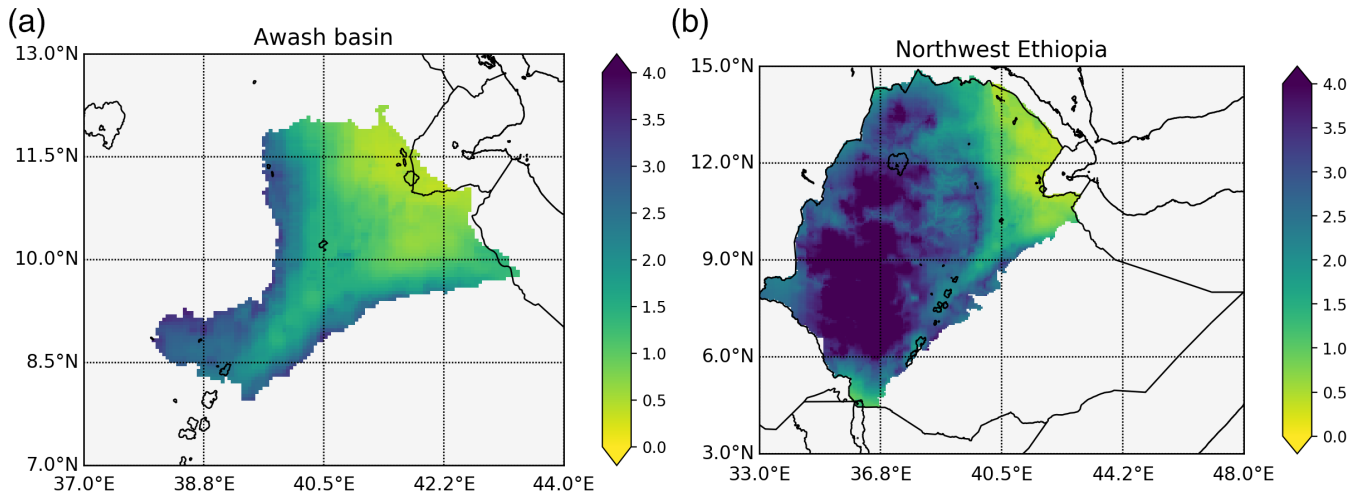 (a)
Awash basin
13.0°N
11.5°N
10.0°N
8.5°N
7.0°N
37.0°E 38.8°E 40.5°E 42.2°E 44.0°E
4.0
3.5
3.0
2.5
2.0
1.5
1.0
0.5
0.0
(b)
Northwest Ethiopia
15.0°N
12.0°N
9.0°N
6.0°N
3.0°N
33.0°E 36.8°E 40.5°E 44.2°E 48.0°E
4.0
3.5
3.0
2.5
2.0
1.5
1.0
0.5
0.0